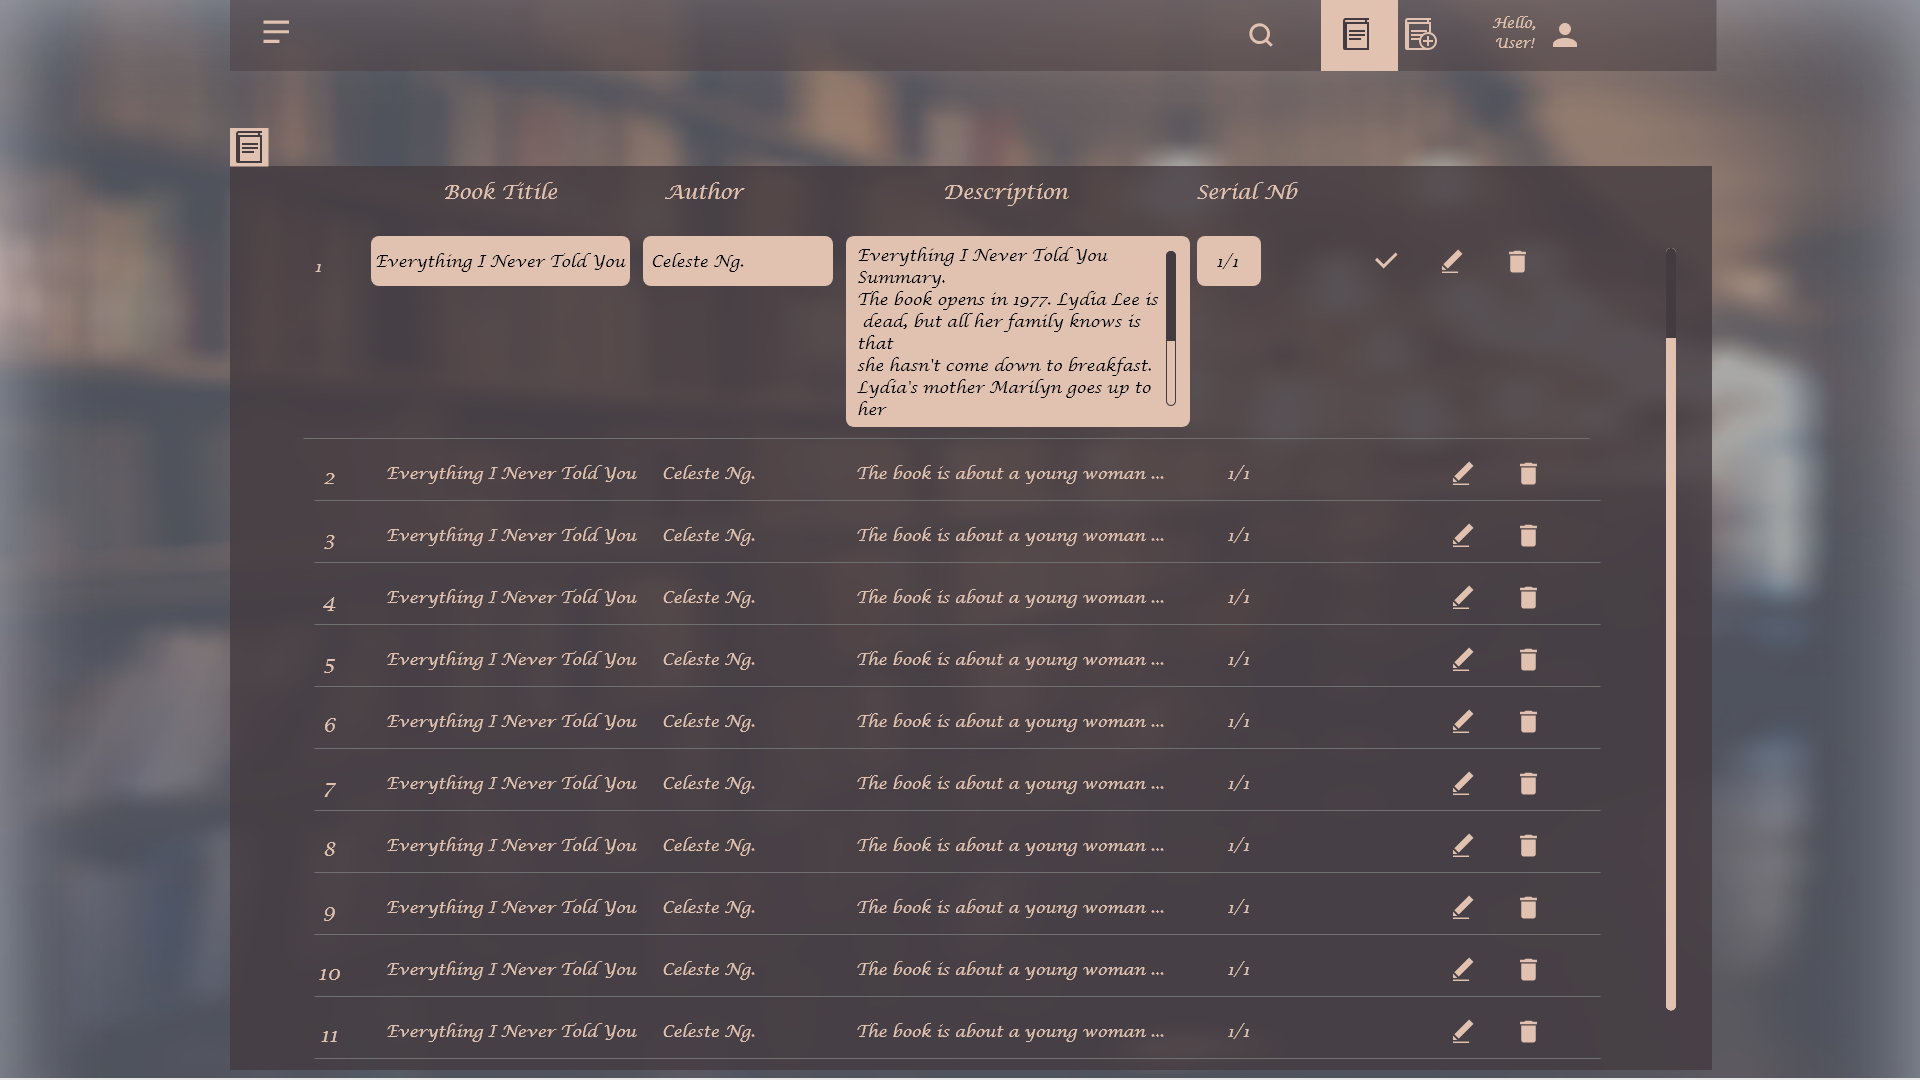 Hello,
User!
Book Titile Author Description Serial Nb
1 Everything I Never Told You Celeste Ng. 1/1
Everything I Never Told You
Summary.
The book opens in 1977. Lydia Lee is
dead, but all her family knows is
that
she hasn't come down to breakfast.
Lydia's mother Marilyn goes up to
her
2 Everything I Never Told You Celeste Ng. The book is about a young woman ... 1/1
3 Everything I Never Told You Celeste Ng. The book is about a young woman ... 1/1
4 Everything I Never Told You Celeste Ng. The book is about a young woman ... 1/1
5 Everything I Never Told You Celeste Ng. The book is about a young woman ... 1/1
6 Everything I Never Told You Celeste Ng. The book is about a young woman ... 1/1
7 Everything I Never Told You Celeste Ng. The book is about a young woman ... 1/1
8 Everything I Never Told You Celeste Ng. The book is about a young woman ... 1/1
9 Everything I Never Told You Celeste Ng. The book is about a young woman ... 1/1
10 Everything I Never Told You Celeste Ng. The book is about a young woman ... 1/1
11 Everything I Never Told You Celeste Ng. The book is about a young woman ... 1/1